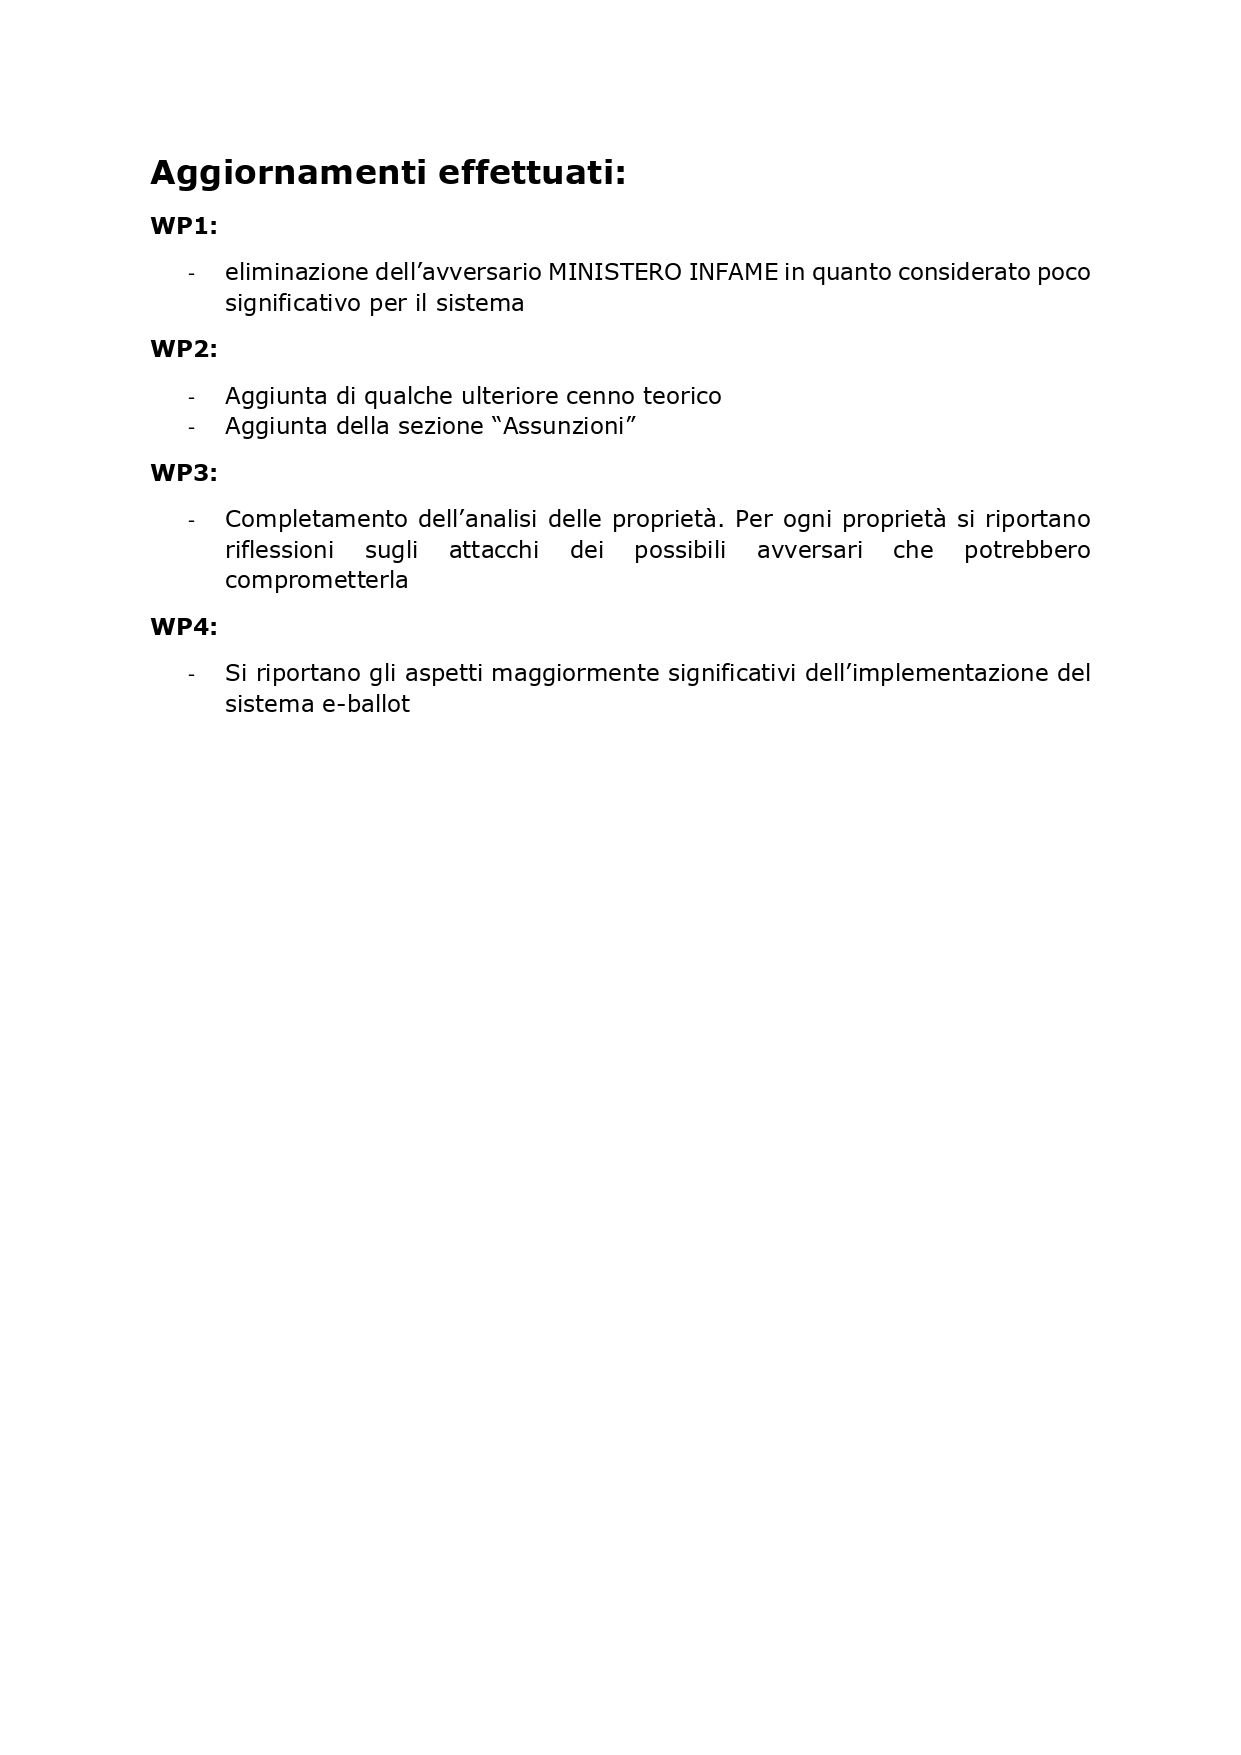 Aggiornamenti effettuati:
WP1:
- eliminazione dell’avversario MINISTERO INFAME in quanto considerato poco
significativo per il sistema
WP2:
- Aggiunta di qualche ulteriore cenno teorico
- Aggiunta della sezione “Assunzioni”
WP3:
- Completamento dell’analisi delle proprietà. Per ogni proprietà si riportano
riflessioni sugli attacchi dei possibili avversari che potrebbero
comprometterla
WP4:
- Si riportano gli aspetti maggiormente significativi dell’implementazione del
sistema e-ballot